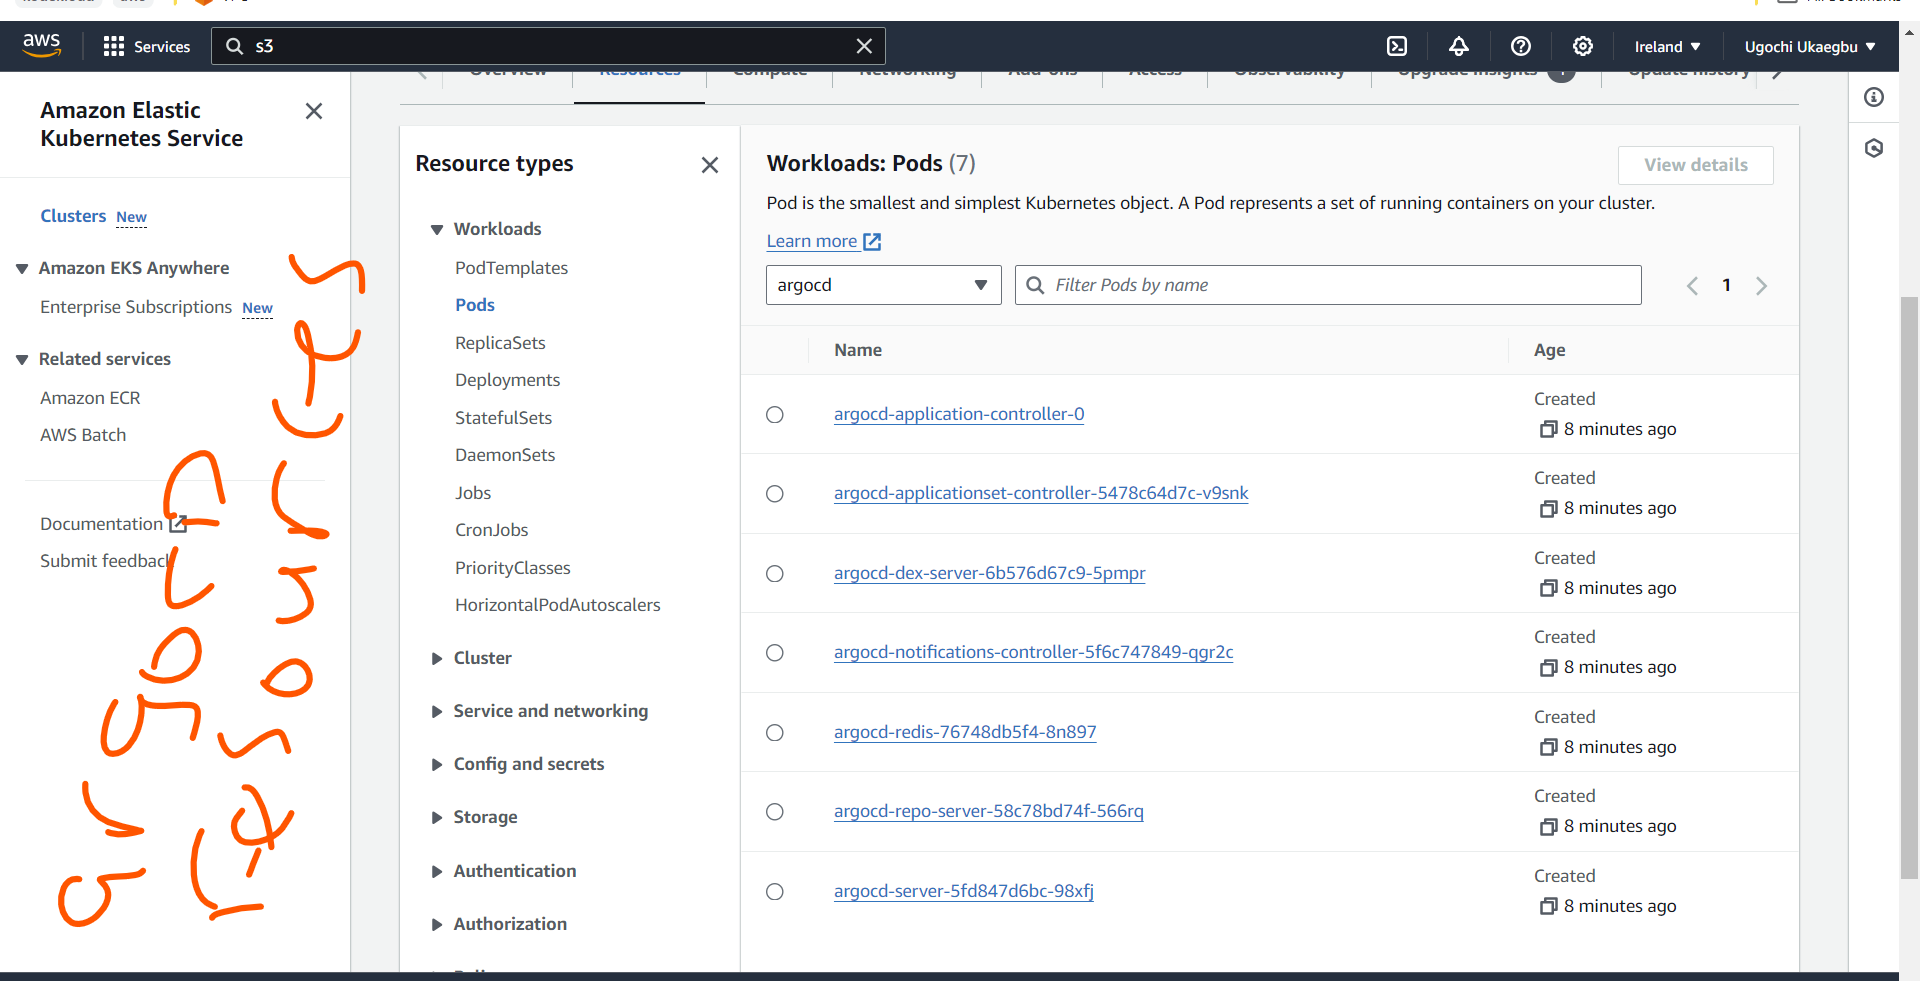 aws
Services
s3
Ireland ▼
Ugochi Ukaegbu ▼
Amazon Elastic
Kubernetes Service
Clusters New
Amazon EKS Anywhere
Enterprise Subscriptions New
Related services
Amazon ECR
AWS Batch
Documentation
Submit feedback
Overview
Resources
Compute
Networking
Add-ons
Access
Observability
Upgrade insights
Update history
Resource types
Workloads
PodTemplates
Pods
ReplicaSets
Deployments
StatefulSets
DaemonSets
Jobs
CronJobs
PriorityClasses
HorizontalPodAutoscalers
Cluster
Service and networking
Config and secrets
Storage
Authentication
Authorization
Workloads: Pods (7)
View details
Pod is the smallest and simplest Kubernetes object. A Pod represents a set of running containers on your cluster.
Learn more
argocd
Filter Pods by name
1
Name Age
argocd-application-controller-0 Created
8 minutes ago
argocd-applicationset-controller-5478c64d7c-v9snk Created
8 minutes ago
argocd-dex-server-6b576d67c9-5pmpr Created
8 minutes ago
argocd-notifications-controller-5f6c747849-qgr2c Created
8 minutes ago
argocd-redis-76748db5f4-8n897 Created
8 minutes ago
argocd-repo-server-58c78bd74f-566rq Created
8 minutes ago
argocd-server-5fd847d6bc-98xfj Created
8 minutes ago